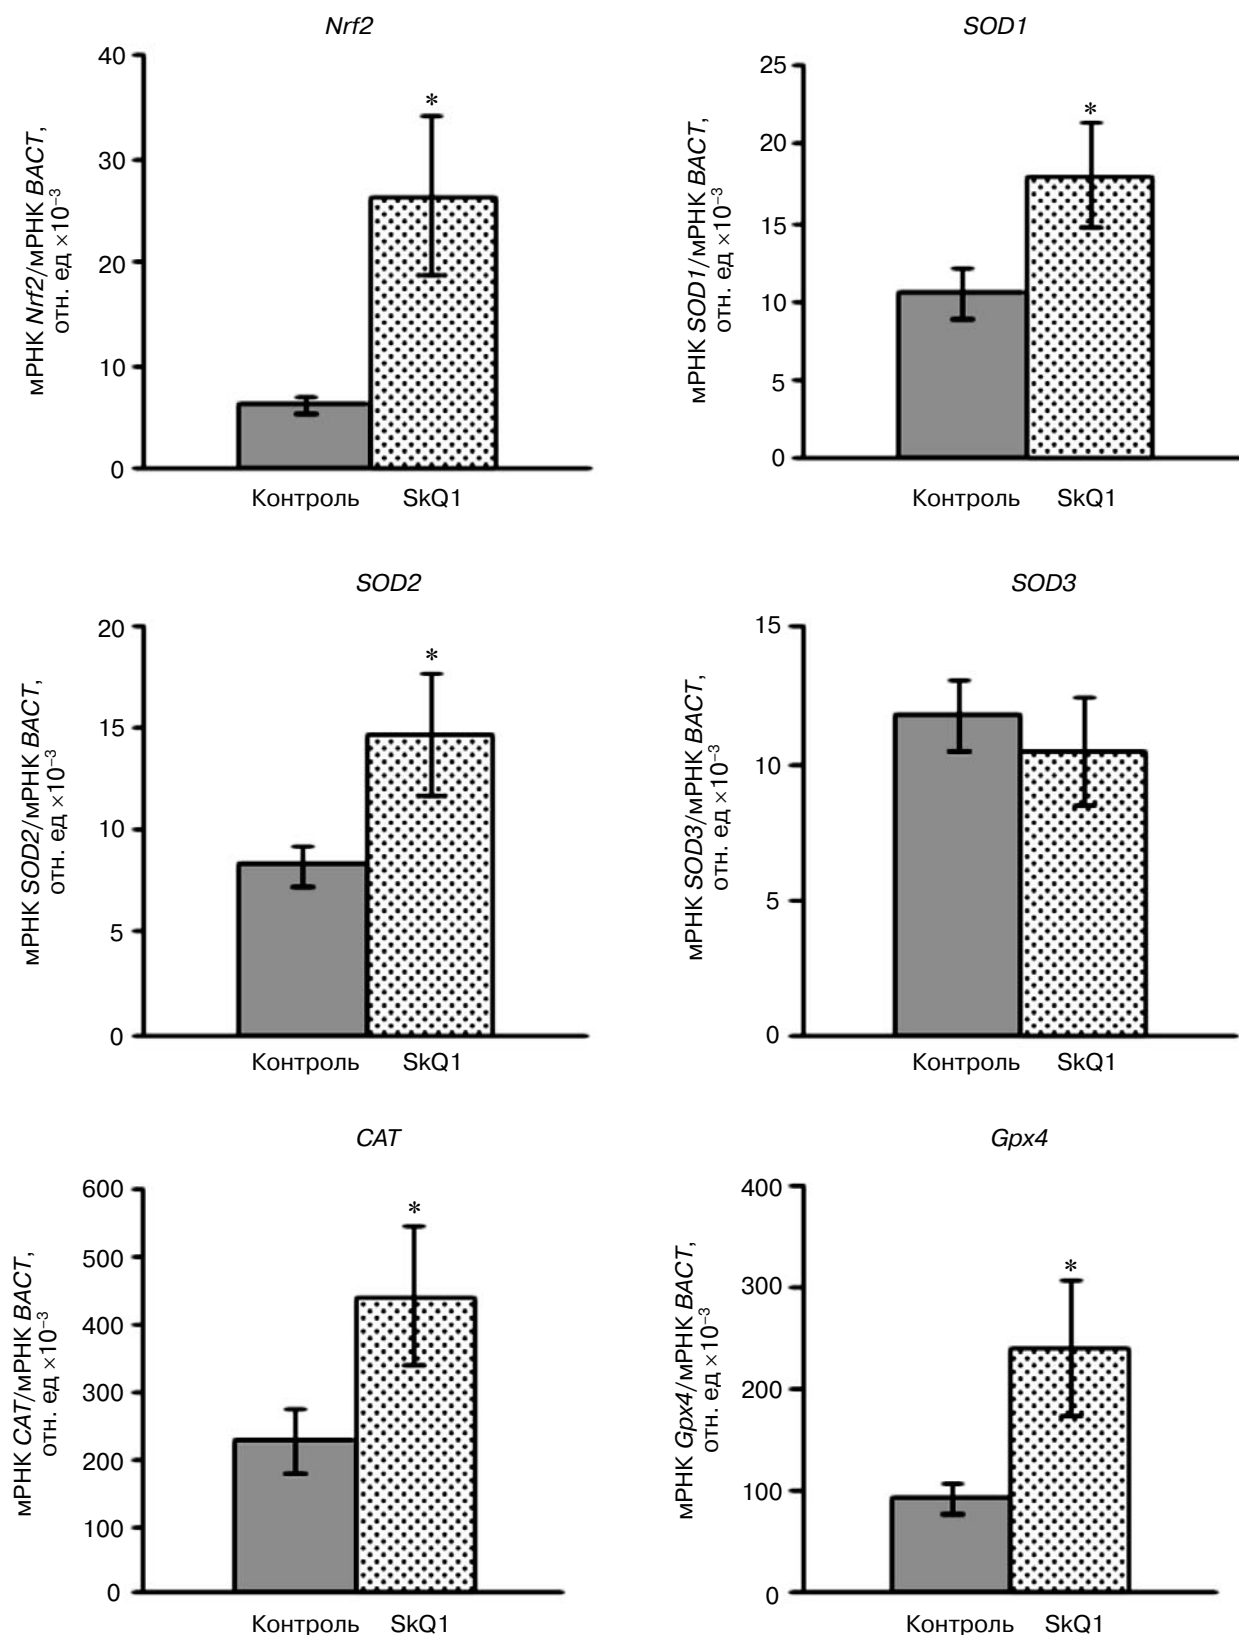 Nrf2
40
30
20
10
0
мРНК Nrf2/мРНК BACT,
отн. ед ×10⁻³
*
Контроль SkQ1
SOD1
25
20
15
10
5
0
мРНК SOD1/мРНК BACT,
отн. ед ×10⁻³
*
Контроль SkQ1
SOD2
20
15
10
5
0
мРНК SOD2/мРНК BACT,
отн. ед ×10⁻³
*
Контроль SkQ1
SOD3
15
10
5
0
мРНК SOD3/мРНК BACT,
отн. ед ×10⁻³
Контроль SkQ1
CAT
600
500
400
300
200
100
0
мРНК CAT/мРНК BACT,
отн. ед ×10⁻³
*
Контроль SkQ1
Gpx4
400
300
200
100
0
мРНК Gpx4/мРНК BACT,
отн. ед ×10⁻³
*
Контроль SkQ1